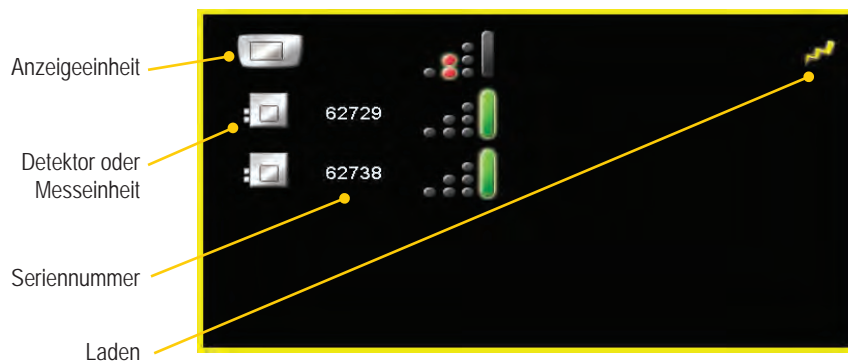 Anzeigeeinheit
62729
Detektor oder
Messeinheit
62738
Seriennummer
Laden